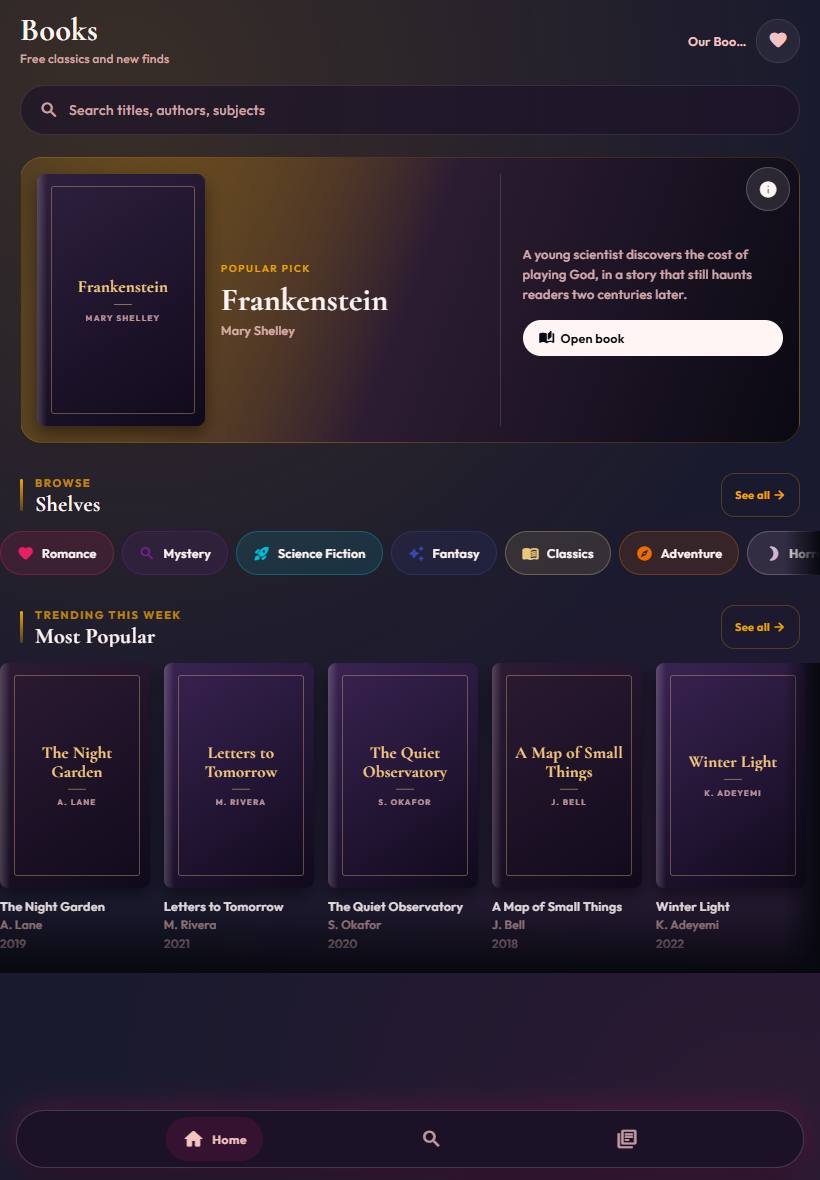 Books
Free classics and new finds
Our Boo...
Search titles, authors, subjects
Frankenstein
MARY SHELLEY
POPULAR PICK
Frankenstein
Mary Shelley
A young scientist discovers the cost of
playing God, in a story that still haunts
readers two centuries later.
Open book
BROWSE
Shelves
See all →
Romance
Mystery
Science Fiction
Fantasy
Classics
Adventure
Horr
TRENDING THIS WEEK
Most Popular
See all →
The Night
Garden
A. LANE
Letters to
Tomorrow
M. RIVERA
The Quiet
Observatory
S. OKAFOR
A Map of Small
Things
J. BELL
Winter Light
K. ADEYEMI
The Night Garden
A. Lane
2019
Letters to Tomorrow
M. Rivera
2021
The Quiet Observatory
S. Okafor
2020
A Map of Small Things
J. Bell
2018
Winter Light
K. Adeyemi
2022
Home